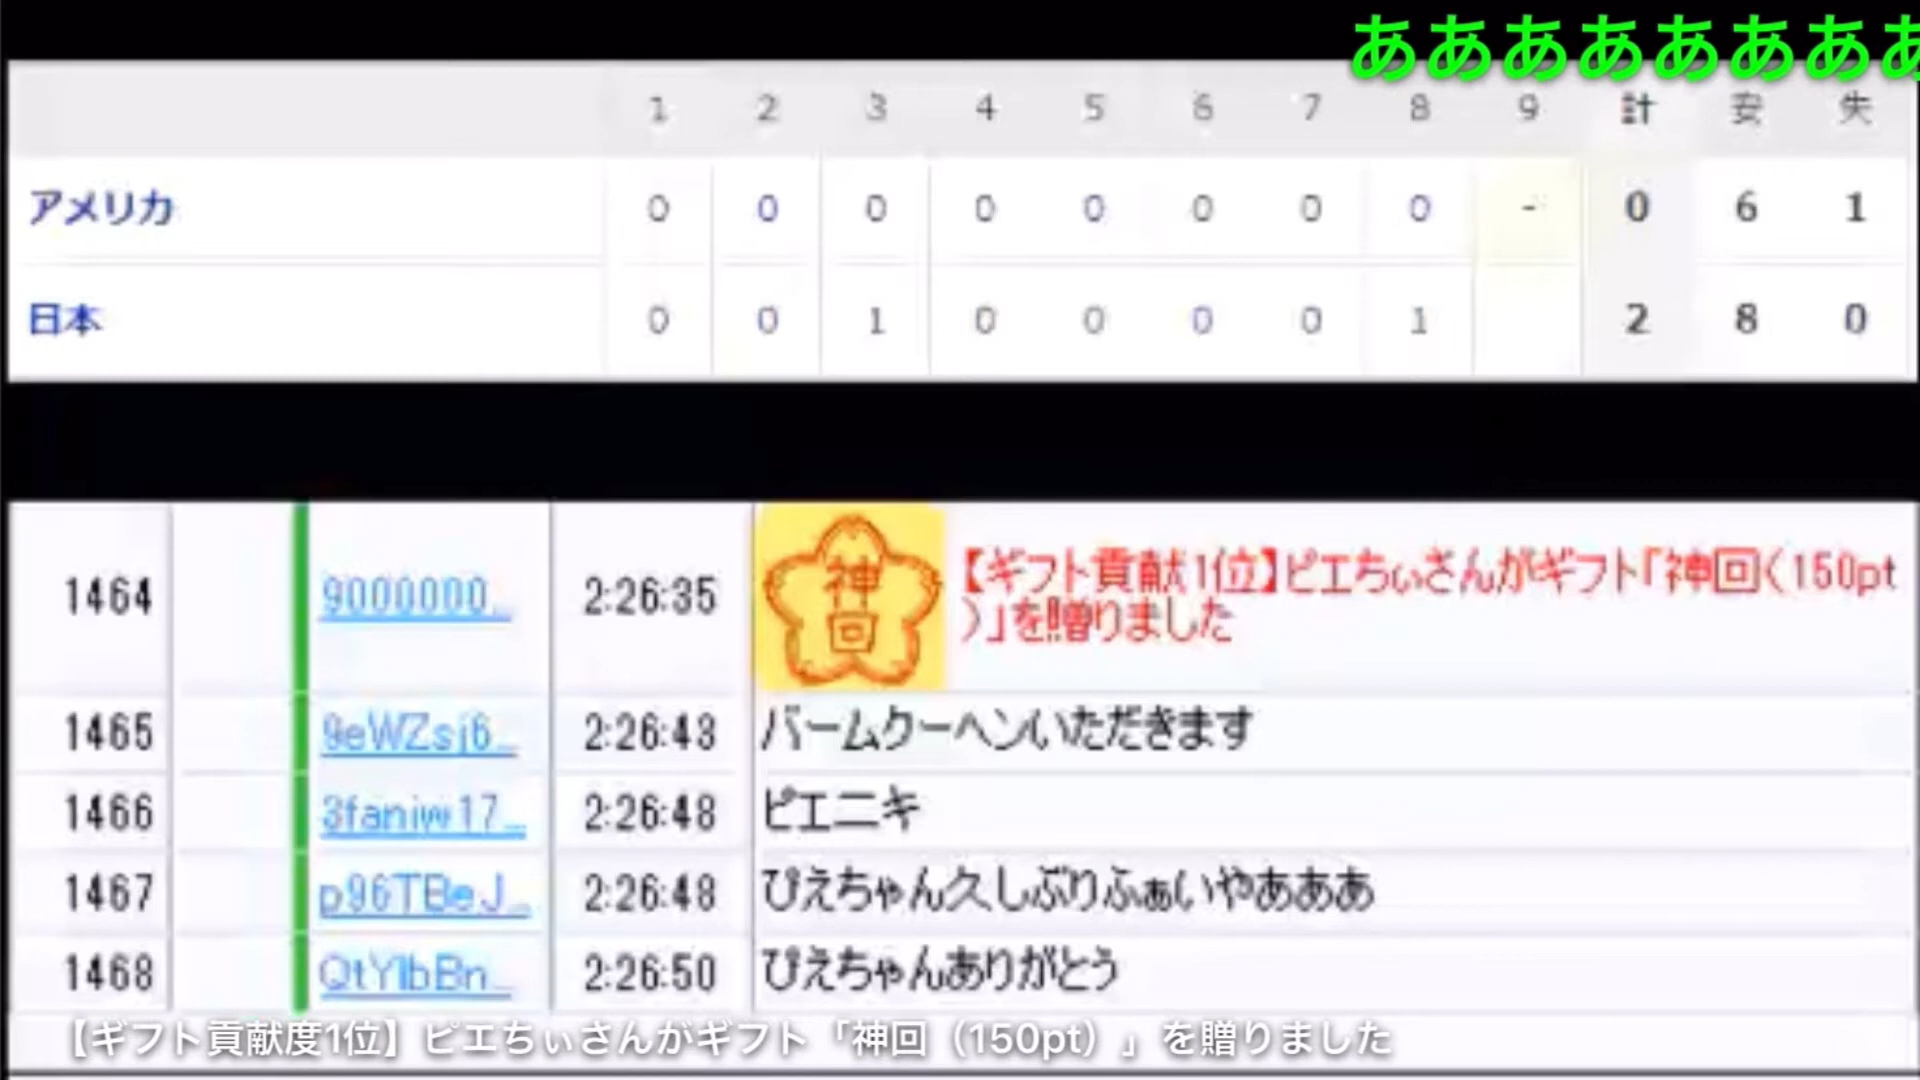 ああああああああ
1 2 3 4 5 6 7 8 9 計 安 失
アメリカ 0 0 0 0 0 0 0 0 - 0 6 1
日本 0 0 1 0 0 0 0 1 2 8 0
1464 9000000... 2:26:35 神回 【ギフト貢献1位】ピエちぃさんがギフト「神回(150pt
)」を贈りました
1465 9eWZsj6... 2:26:43 バームクーヘンいただきます
1466 3faniw17... 2:26:48 ピエニキ
1467 p96TBeJ... 2:26:48 ぴえちゃん久しぶりふぁいやあああ
1468 QtYlbBn... 2:26:50 ぴえちゃんありがとう
【ギフト貢献度1位】ピエちぃさんがギフト「神回（150pt）」を贈りました